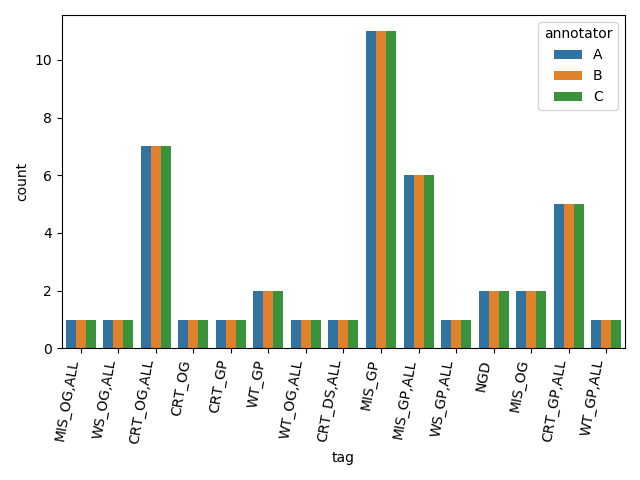 annotator
A
B
C
count
10
8
6
4
2
0
MIS_OG,ALL
WS_OG,ALL
CRT_OG,ALL
CRT_OG
CRT_GP
WT_GP
WT_OG,ALL
CRT_DS,ALL
MIS_GP
MIS_GP,ALL
WS_GP,ALL
NGD
MIS_OG
CRT_GP,ALL
WT_GP,ALL
tag